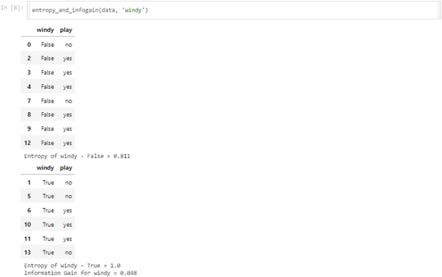 In [8]: entropy_and_infogain(data, 'windy')
windy play
0 False no
2 False yes
3 False yes
4 False yes
7 False no
8 False yes
9 False yes
12 False yes
Entropy of windy - False = 0.811
windy play
1 True no
5 True no
6 True yes
10 True yes
11 True yes
13 True no
Entropy of windy - True = 1.0
Information Gain for windy = 0.048